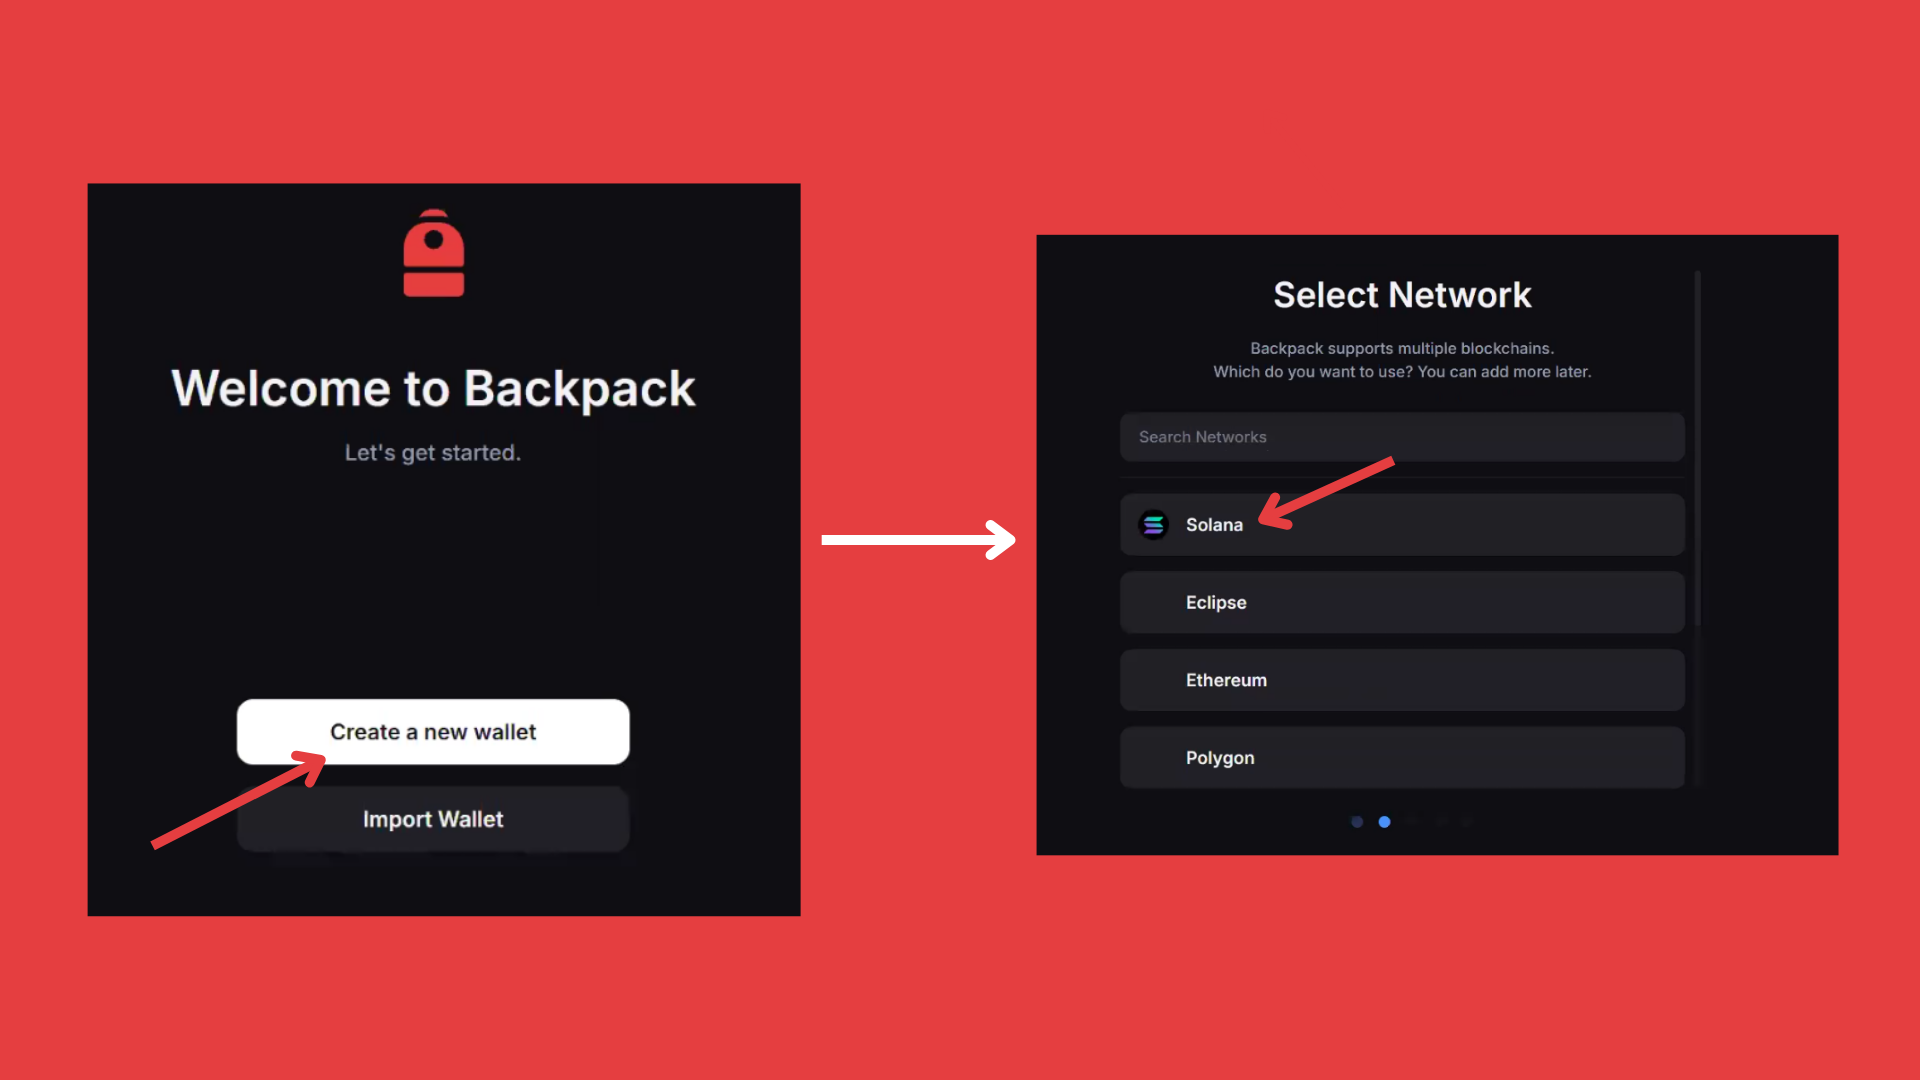 Welcome to Backpack
Let's get started.
Create a new wallet
Import Wallet
Select Network
Backpack supports multiple blockchains.
Which do you want to use? You can add more later.
Search Networks
Solana
Eclipse
Ethereum
Polygon